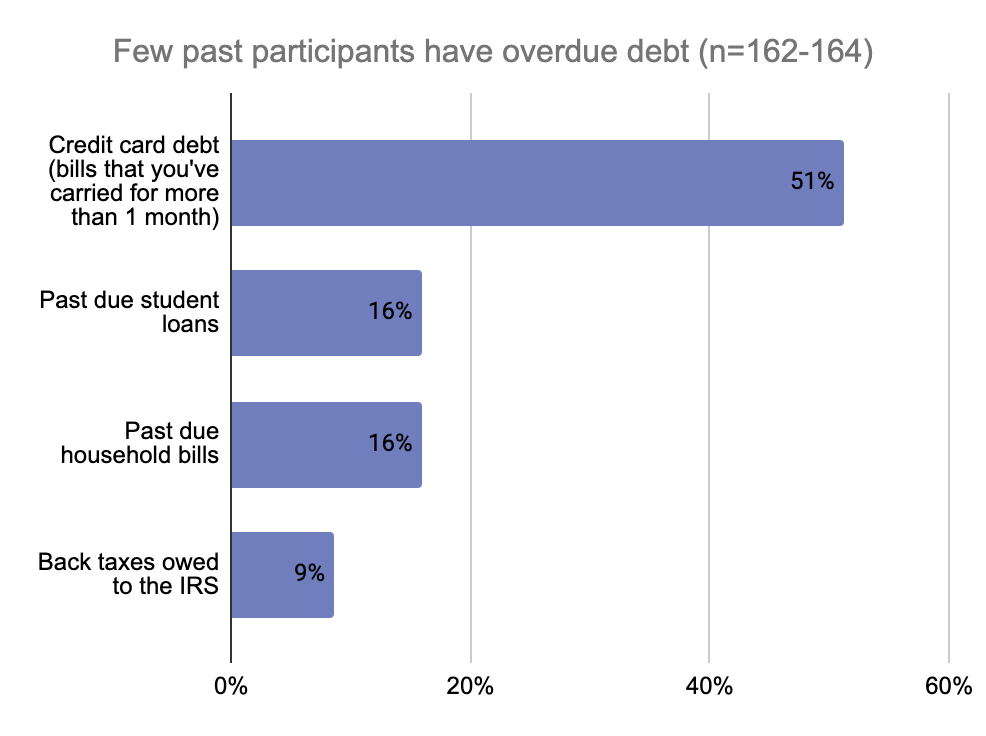 Few past participants have overdue debt (n=162-164)
Credit card debt
(bills that you've
carried for more
than 1 month)
51%
Past due student
loans
16%
Past due
household bills
16%
Back taxes owed
to the IRS
9%
0%
20%
40%
60%